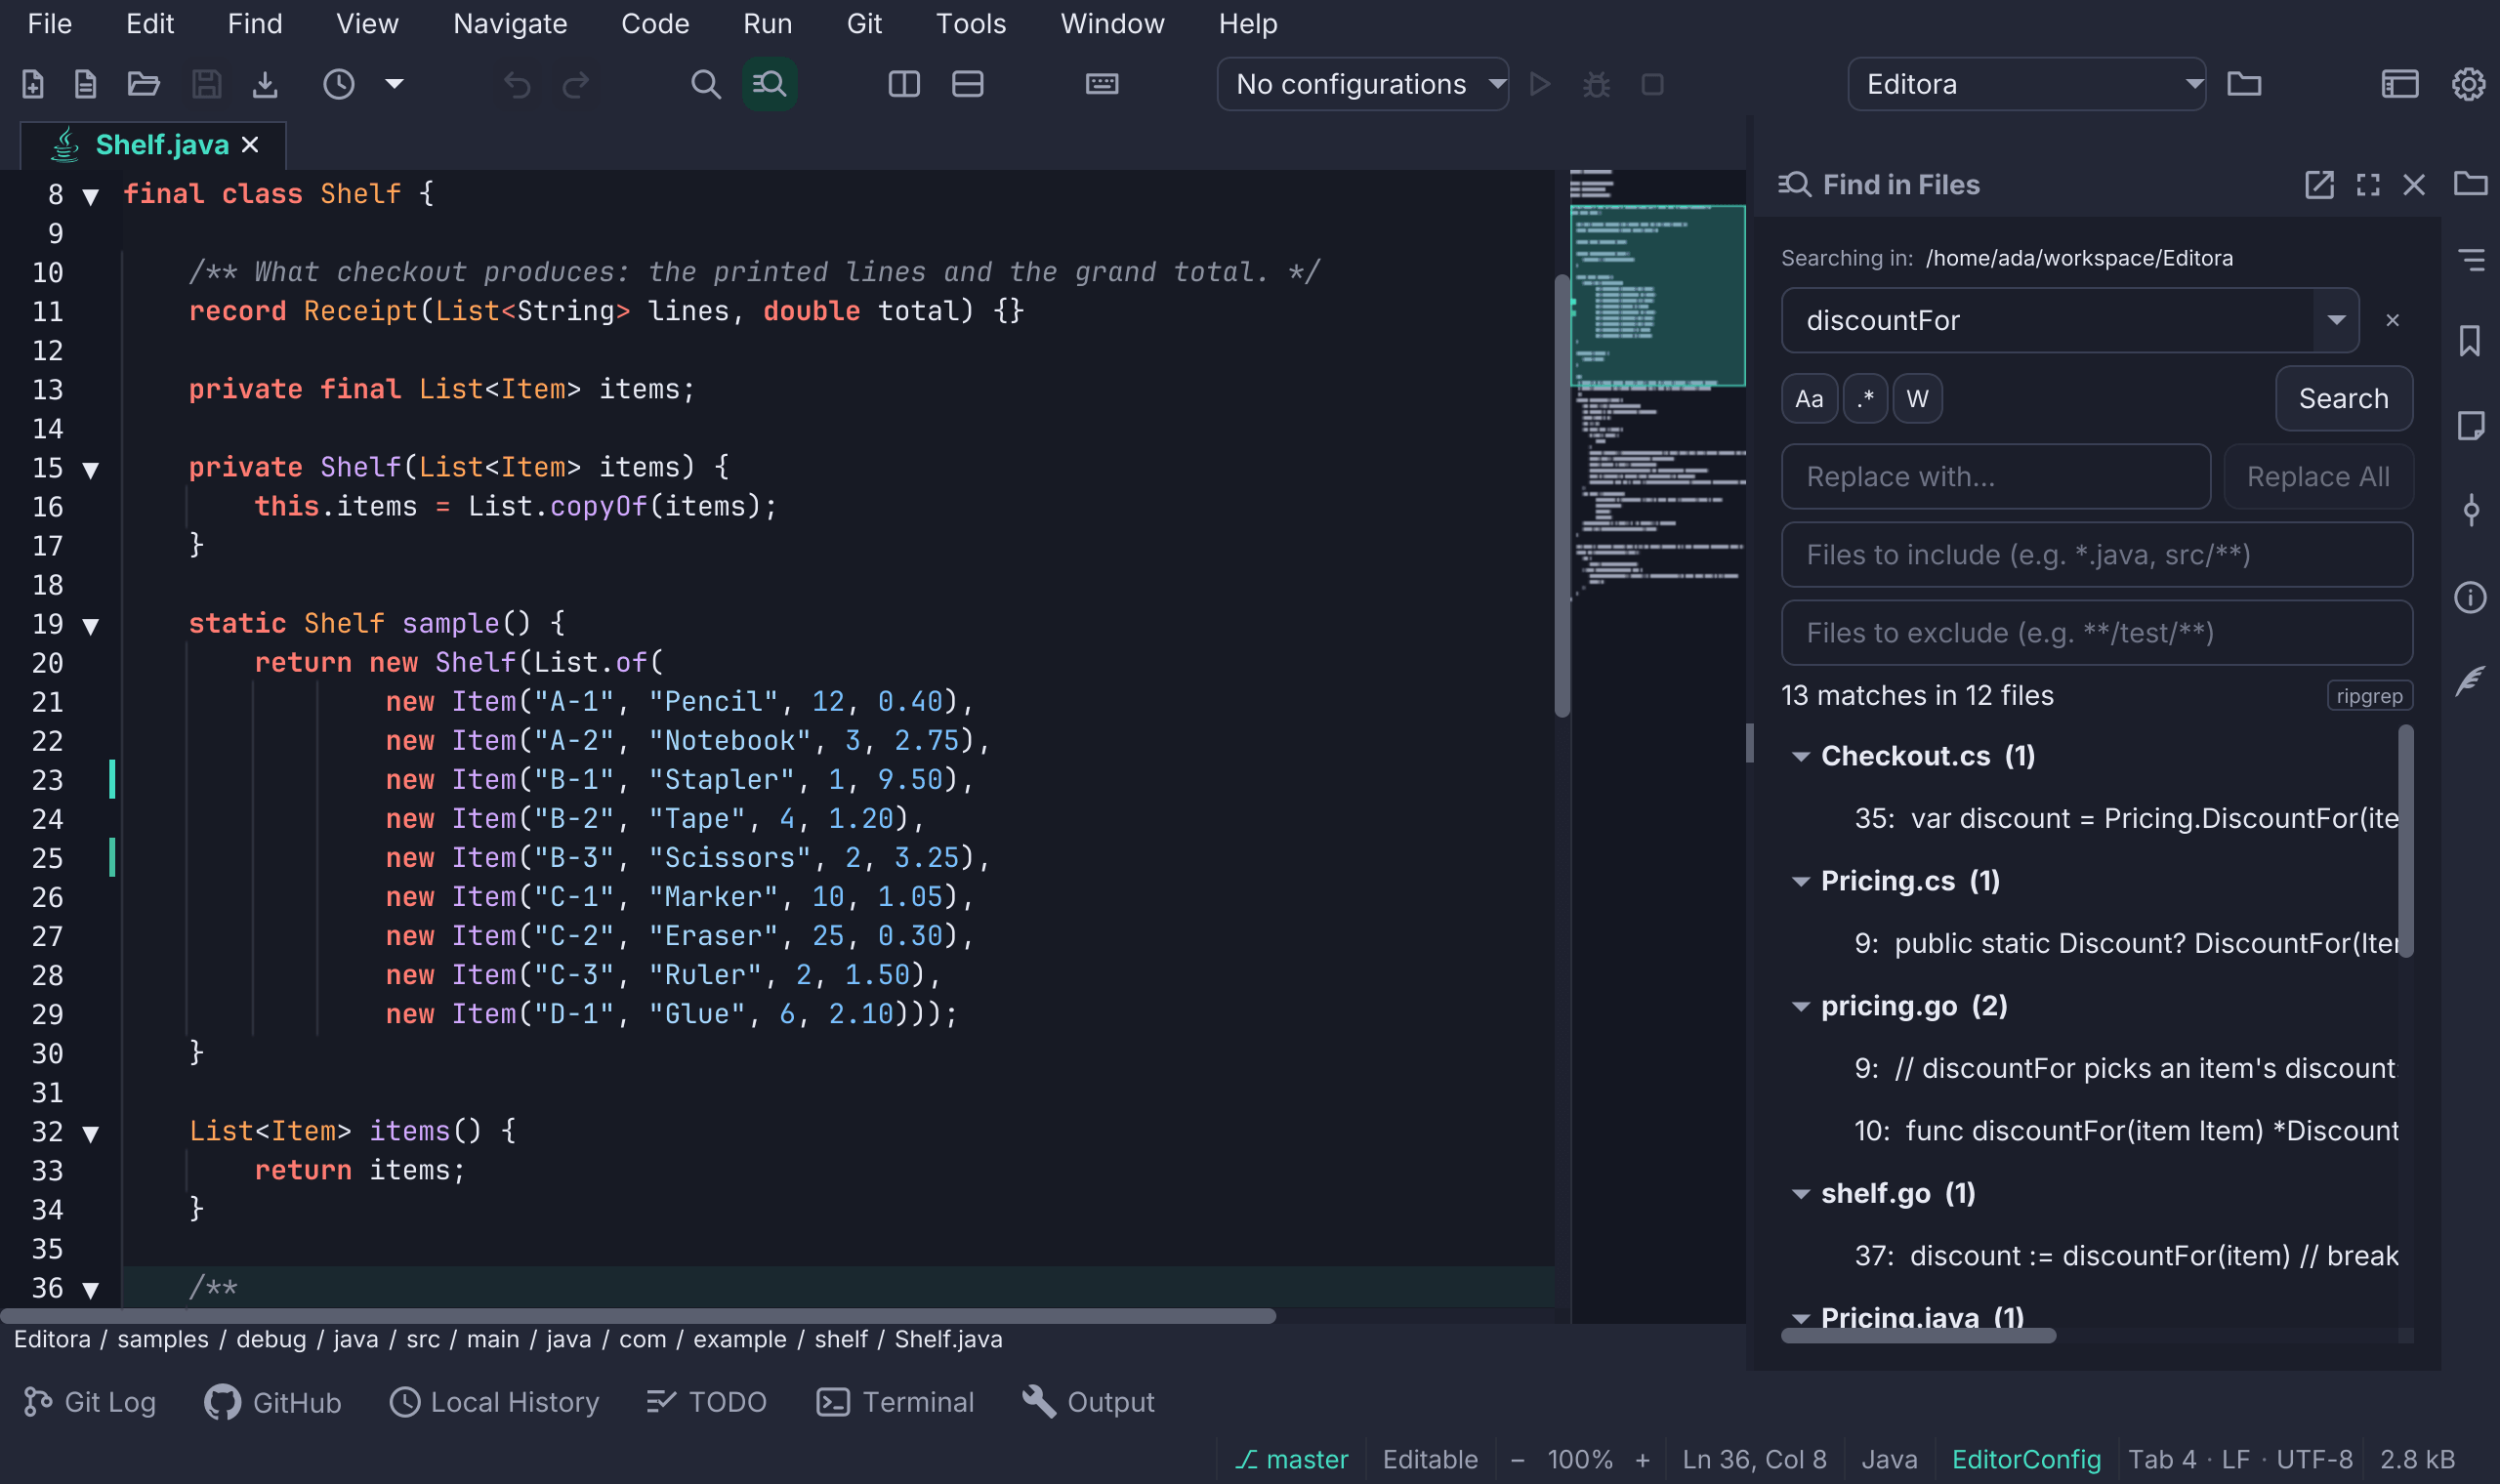 File Edit Find View Navigate Code Run Git Tools Window Help
No configurations
Editora
Shelf.java
8 final class Shelf {
9
10 /** What checkout produces: the printed lines and the grand total. */
11 record Receipt(List<String> lines, double total) {}
12
13 private final List<Item> items;
14
15 private Shelf(List<Item> items) {
16 this.items = List.copyOf(items);
17 }
18
19 static Shelf sample() {
20 return new Shelf(List.of(
21 new Item("A-1", "Pencil", 12, 0.40),
22 new Item("A-2", "Notebook", 3, 2.75),
23 new Item("B-1", "Stapler", 1, 9.50),
24 new Item("B-2", "Tape", 4, 1.20),
25 new Item("B-3", "Scissors", 2, 3.25),
26 new Item("C-1", "Marker", 10, 1.05),
27 new Item("C-2", "Eraser", 25, 0.30),
28 new Item("C-3", "Ruler", 2, 1.50),
29 new Item("D-1", "Glue", 6, 2.10)));
30 }
31
32 List<Item> items() {
33 return items;
34 }
35
36 /**
Editora / samples / debug / java / src / main / java / com / example / shelf / Shelf.java
Find in Files
Searching in: /home/ada/workspace/Editora
discountFor
Aa .* W Search
Replace with... Replace All
Files to include (e.g. *.java, src/**)
Files to exclude (e.g. **/test/**)
13 matches in 12 files ripgrep
Checkout.cs (1)
35: var discount = Pricing.DiscountFor(ite
Pricing.cs (1)
9: public static Discount? DiscountFor(Iter
pricing.go (2)
9: // discountFor picks an item's discount:
10: func discountFor(item Item) *Discount
shelf.go (1)
37: discount := discountFor(item) // break
Pricing.java (1)
Git Log GitHub Local History TODO Terminal Output
master Editable − 100% + Ln 36, Col 8 Java EditorConfig Tab 4 · LF · UTF-8 2.8 kB